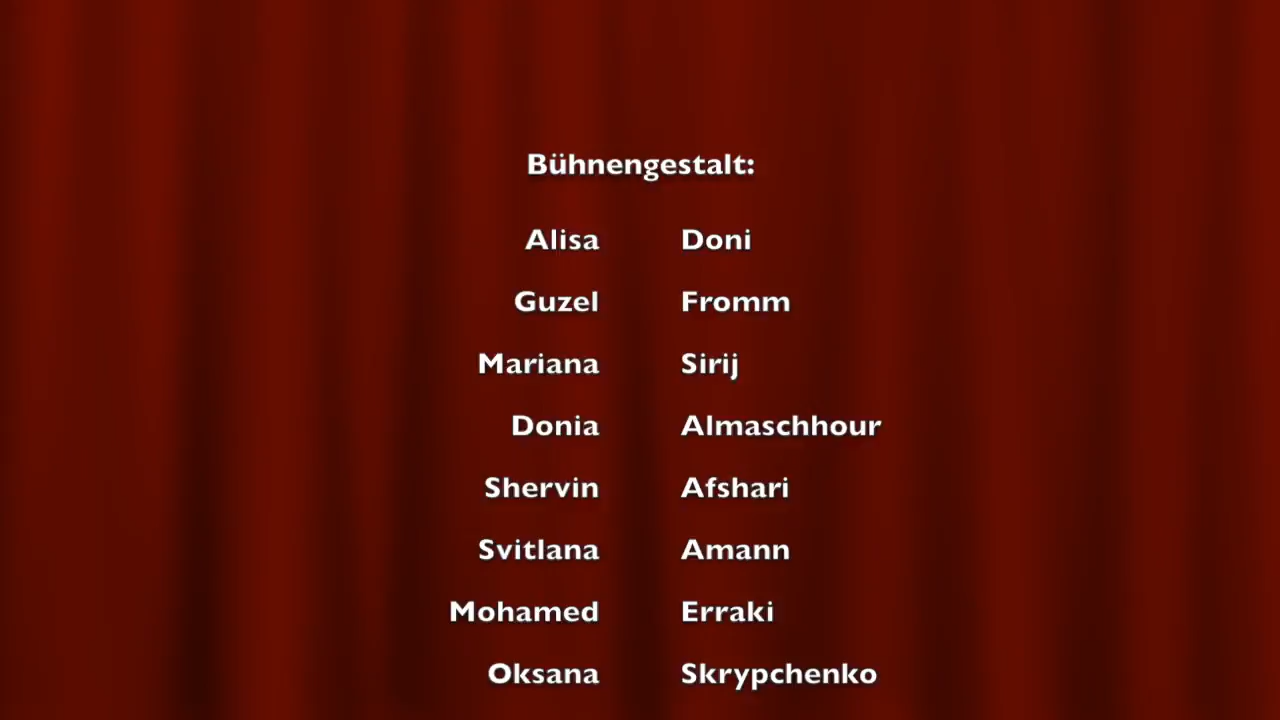 Bühnengestalt:
Alisa Doni
Guzel Fromm
Mariana Sirij
Donia Almaschhour
Shervin Afshari
Svitlana Amann
Mohamed Erraki
Oksana Skrypchenko